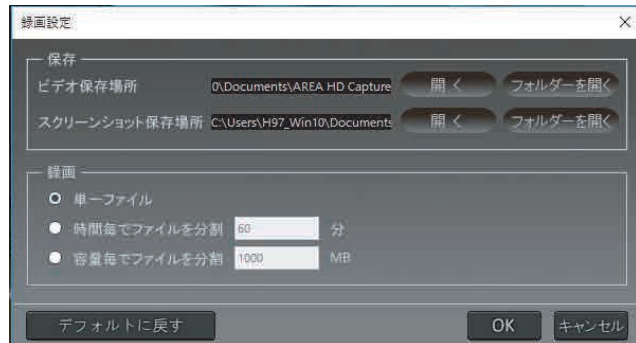 録画設定
保存
ビデオ保存場所 0\Documents\AREA HD Capture 開く フォルダーを開く
スクリーンショット保存場所 C:\Users\H97_Win10\Documents 開く フォルダーを開く
録画
単一ファイル
時間毎でファイルを分割 60 分
容量毎でファイルを分割 1000 MB
デフォルトに戻す OK キャンセル